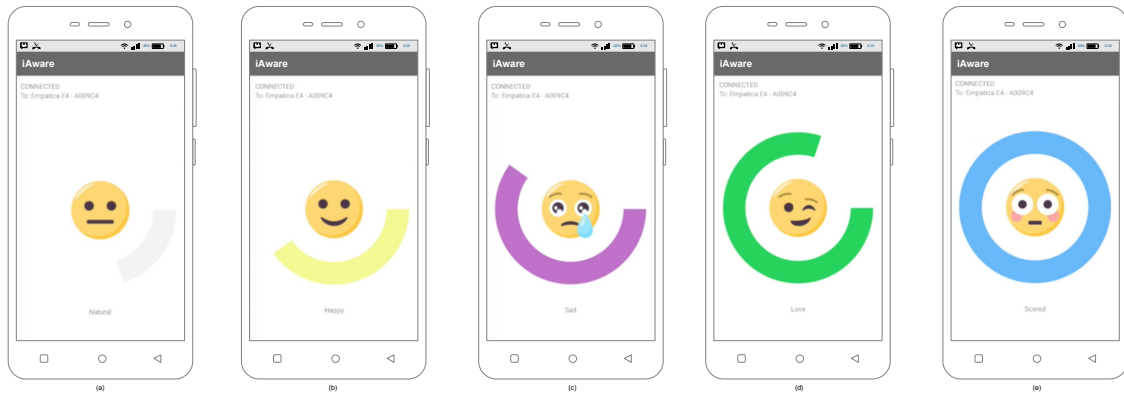 iAware
CONNECTED
To: Empatica E4 - A009C4
Natural
(a)
iAware
CONNECTED
To: Empatica E4 - A009C4
Happy
(b)
iAware
CONNECTED
To: Empatica E4 - A009C4
Sad
(c)
iAware
CONNECTED
To: Empatica E4 - A009C4
Love
(d)
iAware
CONNECTED
To: Empatica E4 - A009C4
Scared
(e)